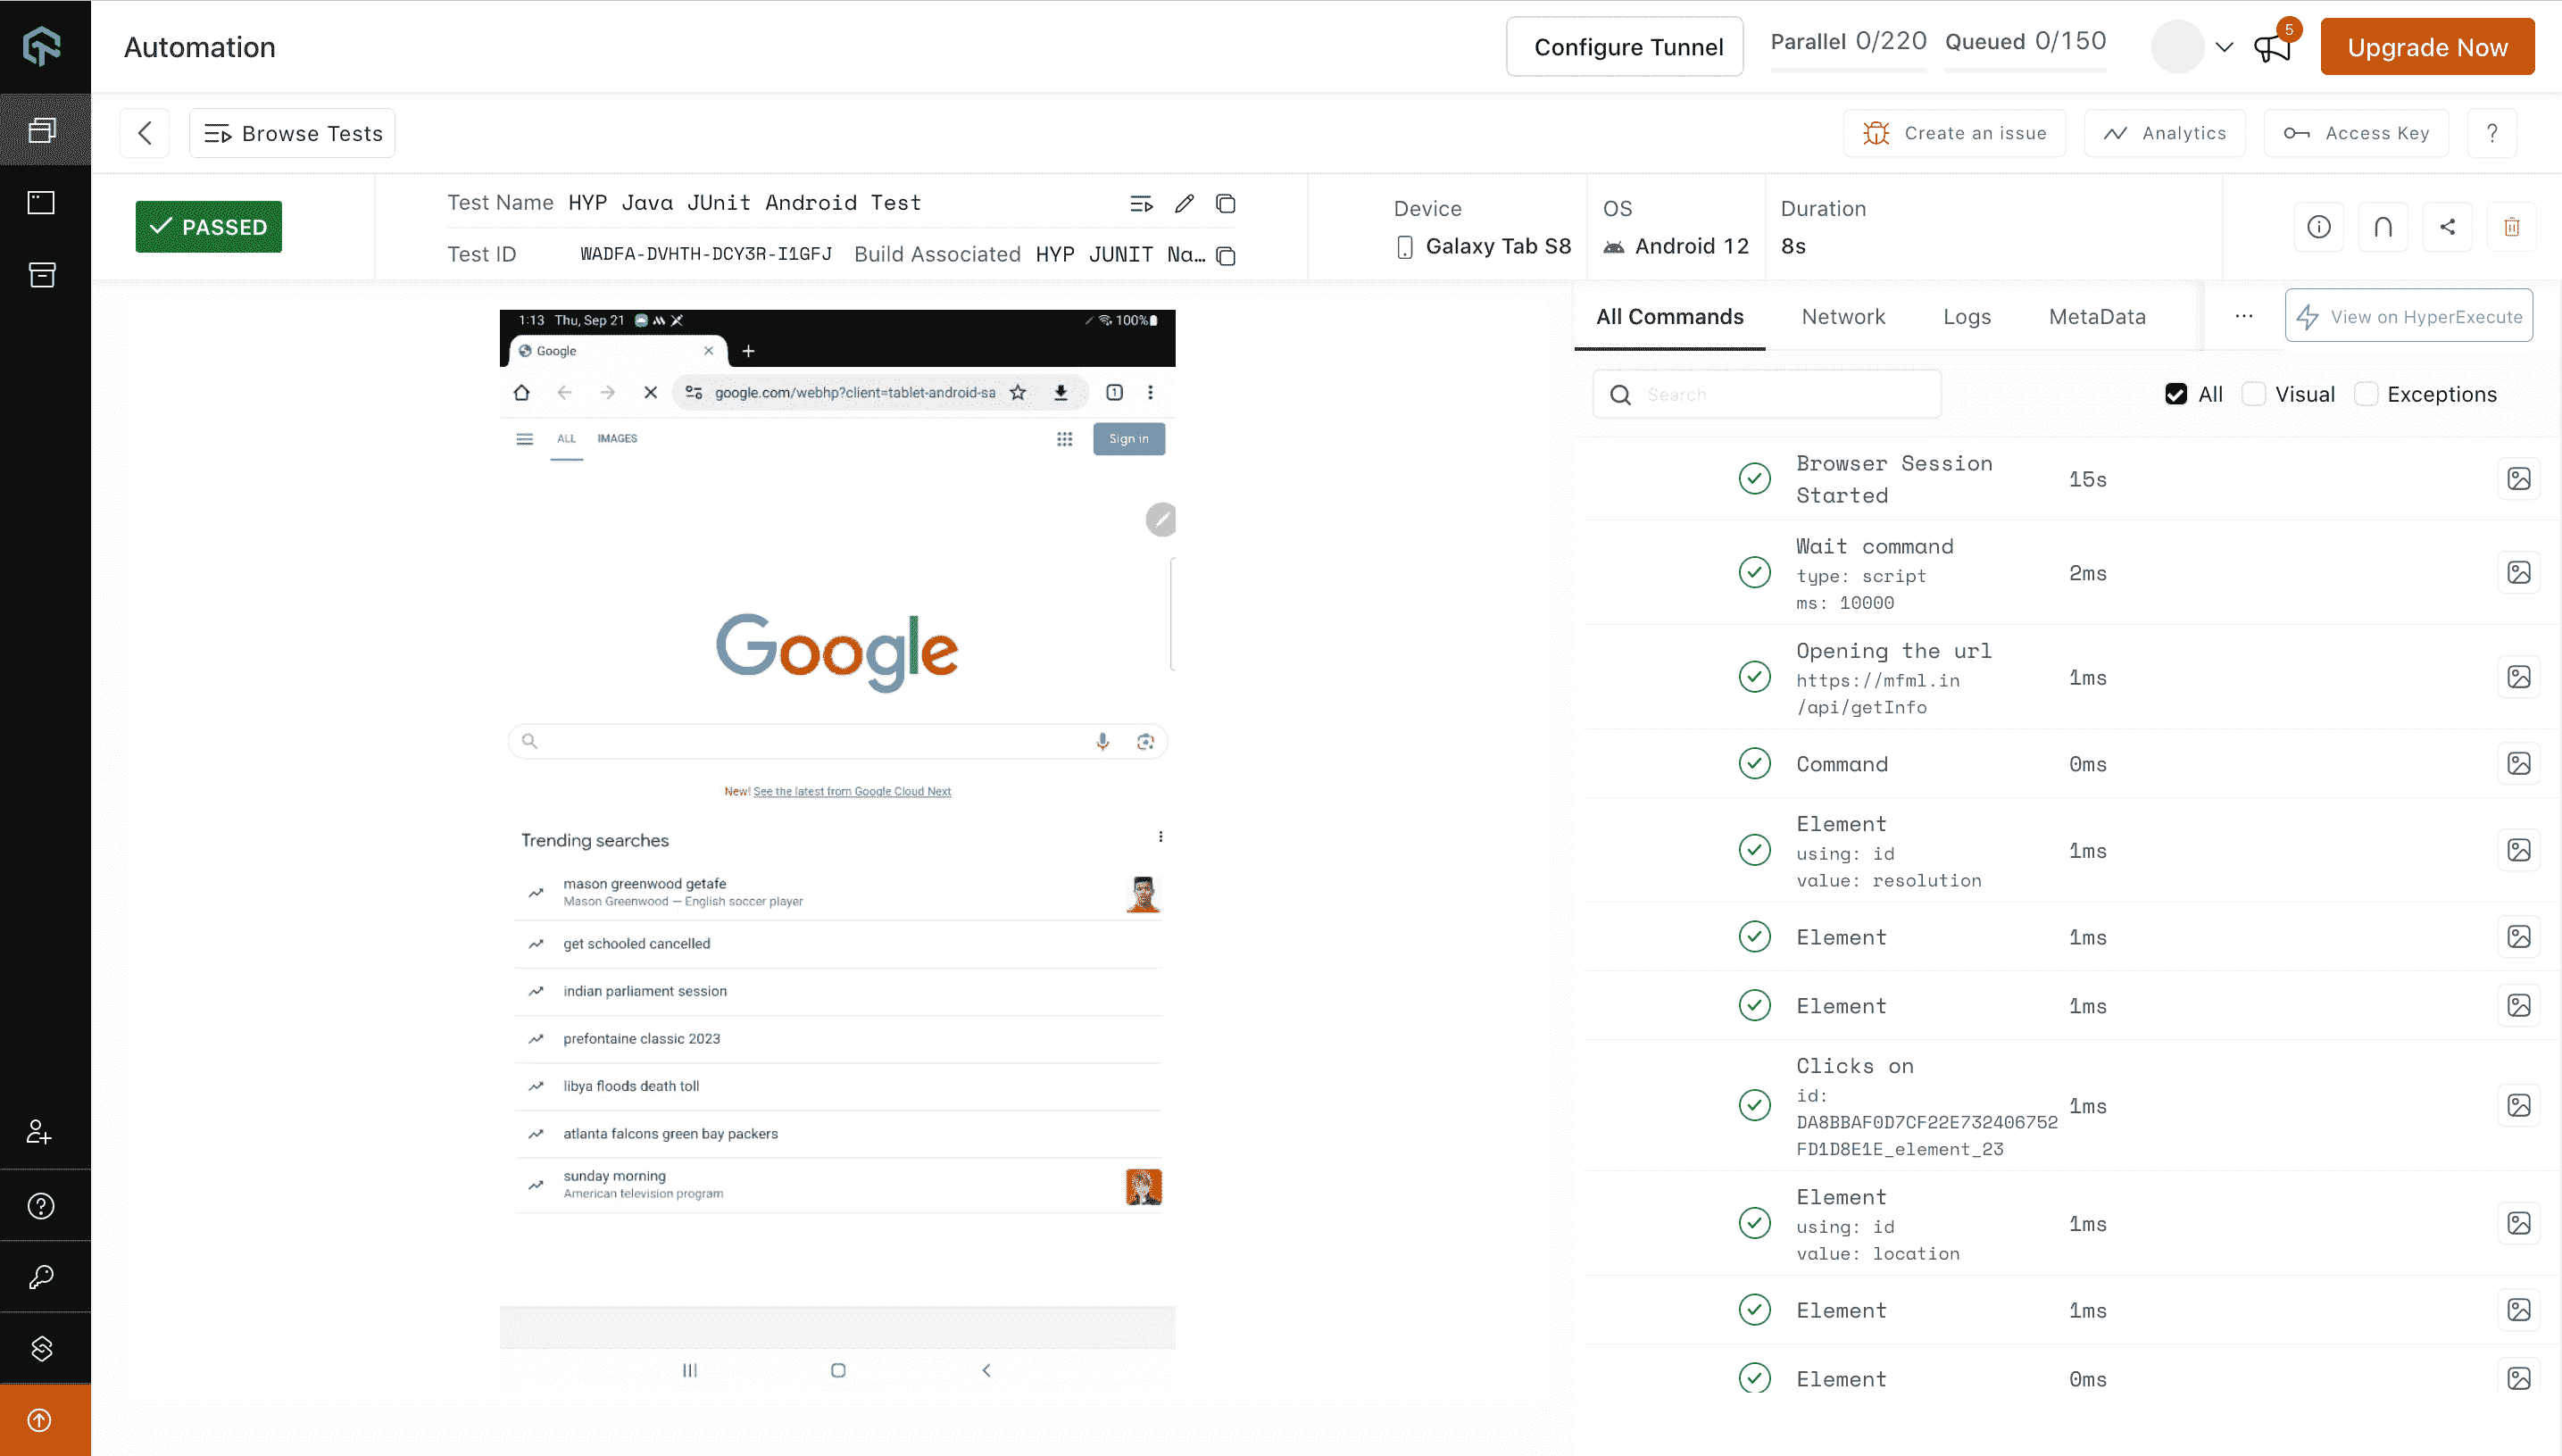 Automation
Configure Tunnel
Parallel 0/220
Queued 0/150
5
Upgrade Now
Browse Tests
Create an issue
Analytics
Access Key
?
PASSED
Test Name HYP Java JUnit Android Test
Test ID WADFA-DVHTH-DCY3R-I1GFJ Build Associated HYP JUNIT Na...
Device
Galaxy Tab S8
OS
Android 12
Duration
8s
1:13 Thu, Sep 21
100%
Google
google.com/webhp?client=tablet-android-sa
1
ALL
IMAGES
Sign in
Google
New! See the latest from Google Cloud Next
Trending searches
mason greenwood getafe
Mason Greenwood — English soccer player
get schooled cancelled
indian parliament session
prefontaine classic 2023
libya floods death toll
atlanta falcons green bay packers
sunday morning
American television program
All Commands
Network
Logs
MetaData
...
View on HyperExecute
Search
All
Visual
Exceptions
Browser Session
Started
15s
Wait command
type: script
ms: 10000
2ms
Opening the url
https://mfml.in
/api/getInfo
1ms
Command
0ms
Element
using: id
value: resolution
1ms
Element
1ms
Element
1ms
Clicks on
id:
DA8BBAF0D7CF22E732406752
FD1D8E1E_element_23
1ms
Element
using: id
value: location
1ms
Element
1ms
Element
0ms